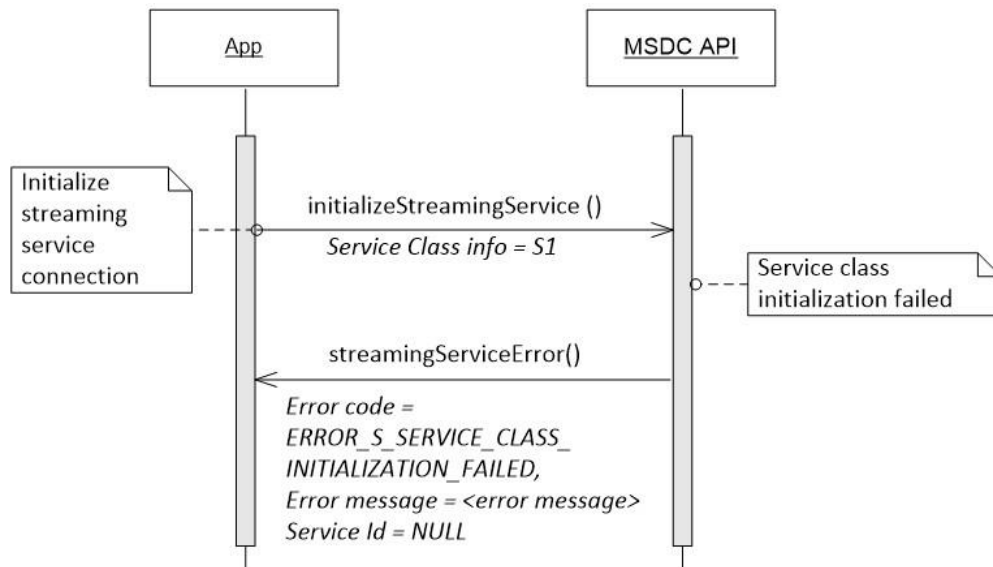 App
MSDC API
Initialize
streaming
service
connection
initializeStreamingService ()
Service Class info = S1
Service class
initialization failed
streamingServiceError()
Error code =
ERROR_S_SERVICE_CLASS_
INITIALIZATION_FAILED,
Error message = <error message>
Service Id = NULL